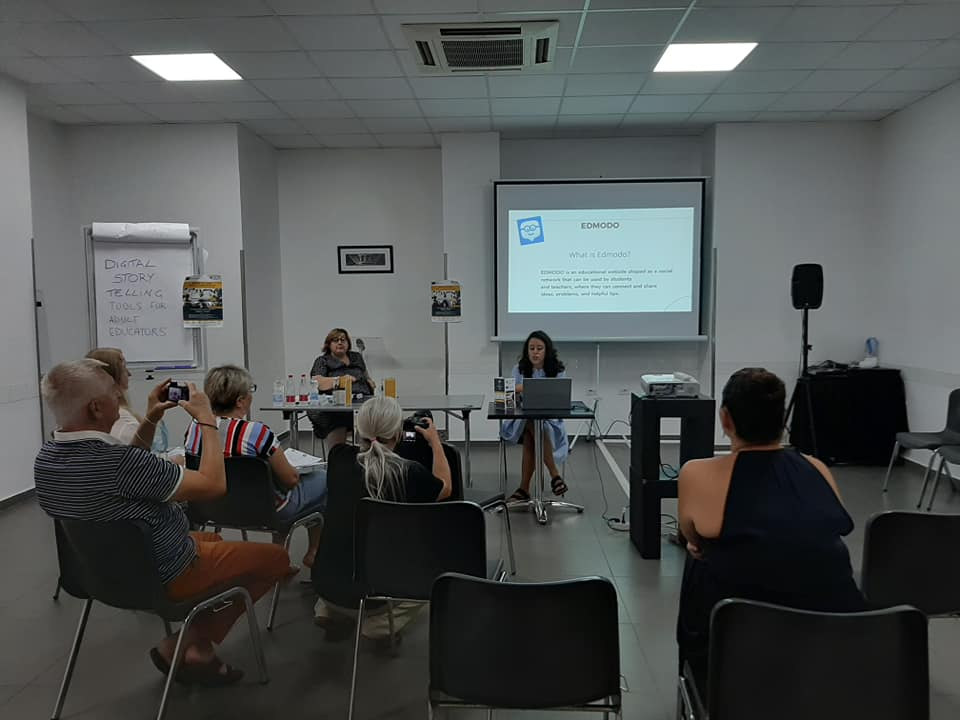 DIGITAL
STORY
TELLING
TOOLS FOR
ADULT
EDUCATORS
EDMODO
What is Edmodo?
EDMODO is an educational website shaped as a social
network that can be used by students
and teachers, where they can connect and share
ideas, problems, and helpful tips.